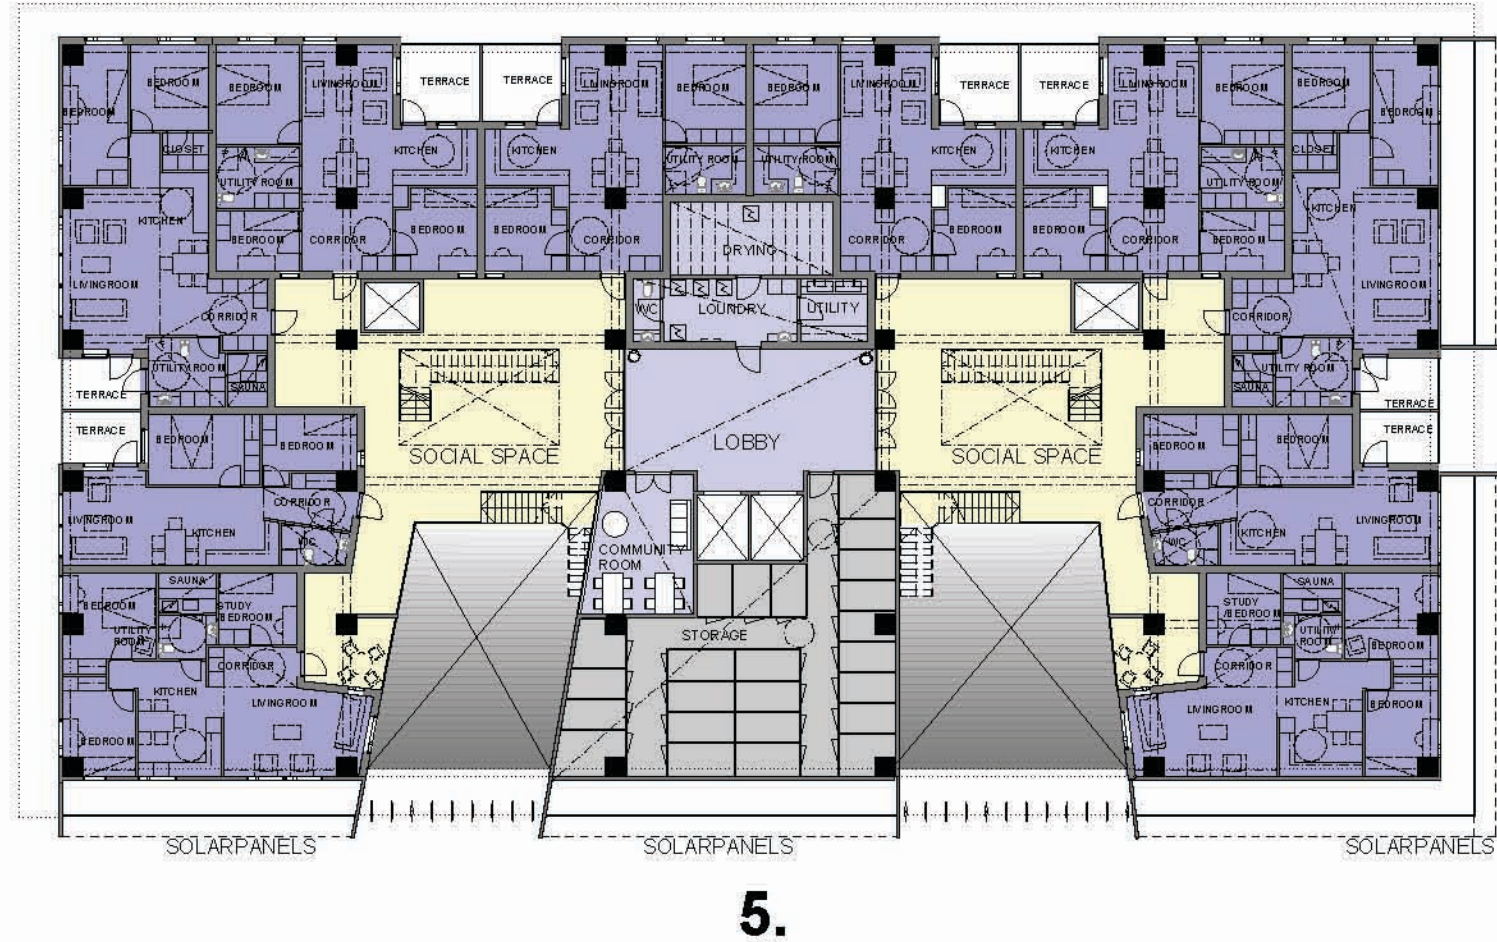 TERRACE
TERRACE
TERRACE
TERRACE
BEDROOM
BEDROOM
BEDROOM
LIVINGROOM
LIVINGROOM
BEDROOM
BEDROOM
LIVINGROOM
LIVINGROOM
BEDROOM
BEDROOM
BEDROOM
CLOSET
KITCHEN
KITCHEN
UTILITY ROOM
UTILITY ROOM
KITCHEN
KITCHEN
CLOSET
UTILITY ROOM
UTILITY ROOM
KITCHEN
KITCHEN
BEDROOM
CORRIDOR
BEDROOM
BEDROOM
CORRIDOR
DRYING
CORRIDOR
BEDROOM
BEDROOM
CORRIDOR
BEDROOM
LIVINGROOM
LIVINGROOM
CORRIDOR
WC
LOUNDRY
UTILITY
CORRIDOR
UTILITY ROOM
SAUNA
SAUNA
UTILITY ROOM
TERRACE
TERRACE
TERRACE
TERRACE
BEDROOM
BEDROOM
SOCIAL SPACE
LOBBY
SOCIAL SPACE
BEDROOM
BEDROOM
CORRIDOR
CORRIDOR
LIVINGROOM
KITCHEN
WC
COMMUNITY
ROOM
WC
KITCHEN
LIVINGROOM
SAUNA
SAUNA
BEDROOM
STUDY
/BEDROOM
STUDY
/BEDROOM
UTILITY
ROOM
STORAGE
UTILITY
ROOM
BEDROOM
CORRIDOR
CORRIDOR
KITCHEN
LIVINGROOM
LIVINGROOM
KITCHEN
BEDROOM
BEDROOM
SOLARPANELS
SOLARPANELS
SOLARPANELS
5.